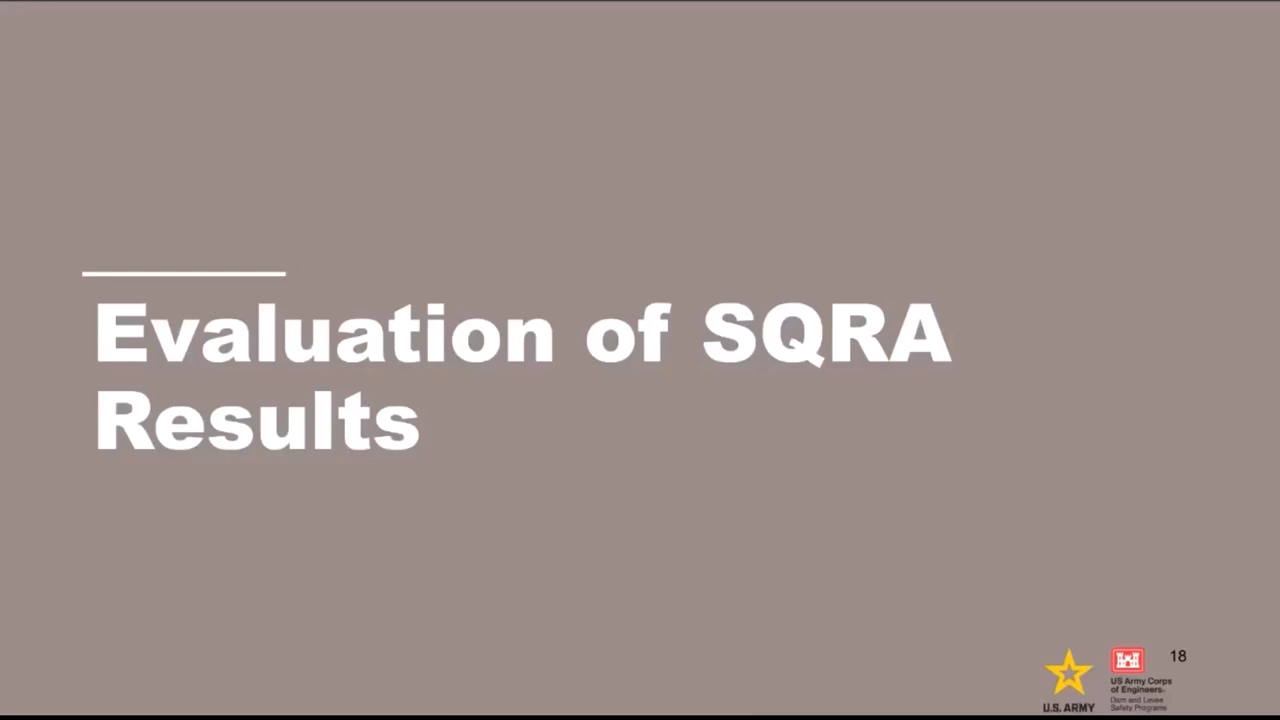 Evaluation of SQRA
Results
18
US Army Corps
of Engineers®
Dam and Levee
Safety Programs
U.S. ARMY